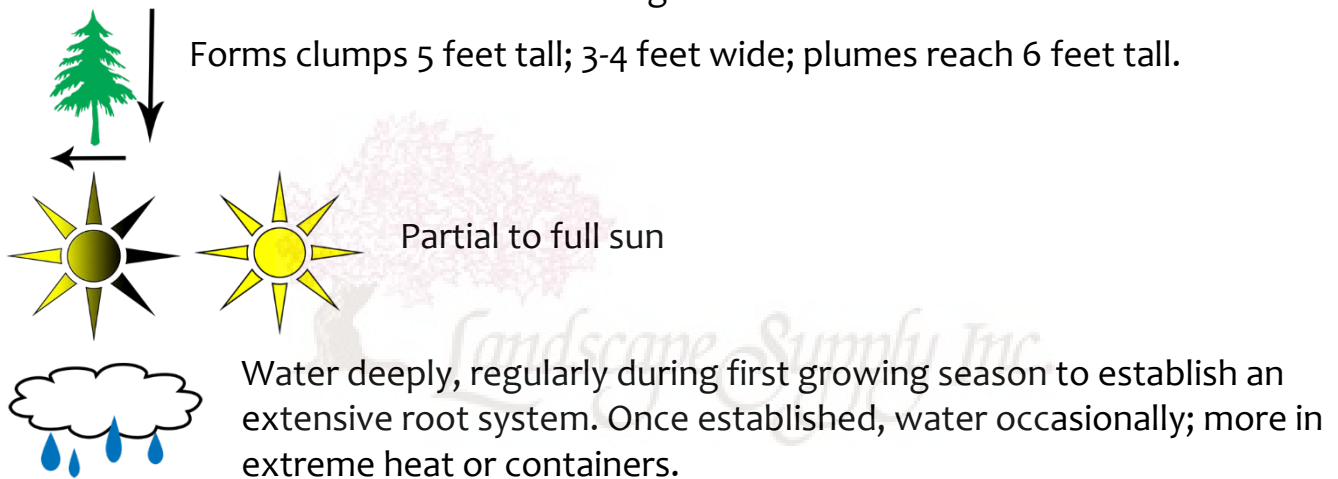 Forms clumps 5 feet tall; 3-4 feet wide; plumes reach 6 feet tall.
Partial to full sun
Landscape Supply Inc.
Water deeply, regularly during first growing season to establish an
extensive root system. Once established, water occasionally; more in
extreme heat or containers.